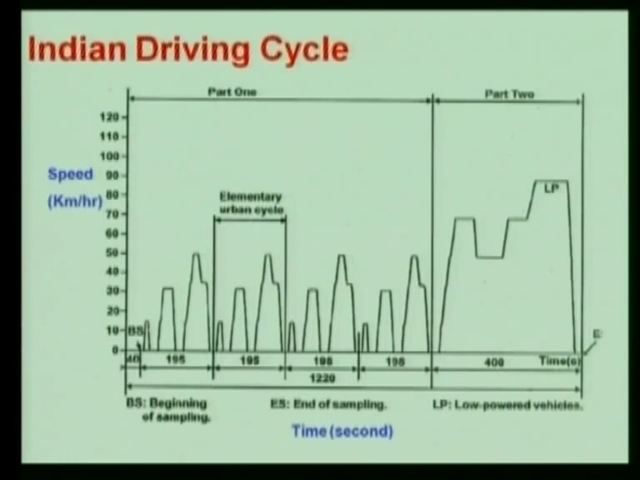 Indian Driving Cycle
Part One
Part Two
120
110
100
90
80
70
60
50
40
30
20
10
0
Speed
(Km/hr)
Elementary
urban cycle
LP
BS
40
195
195
195
195
400
Time(s)
1220
BS: Beginning
of sampling.
ES: End of sampling.
LP: Low-powered vehicles.
Time (second)